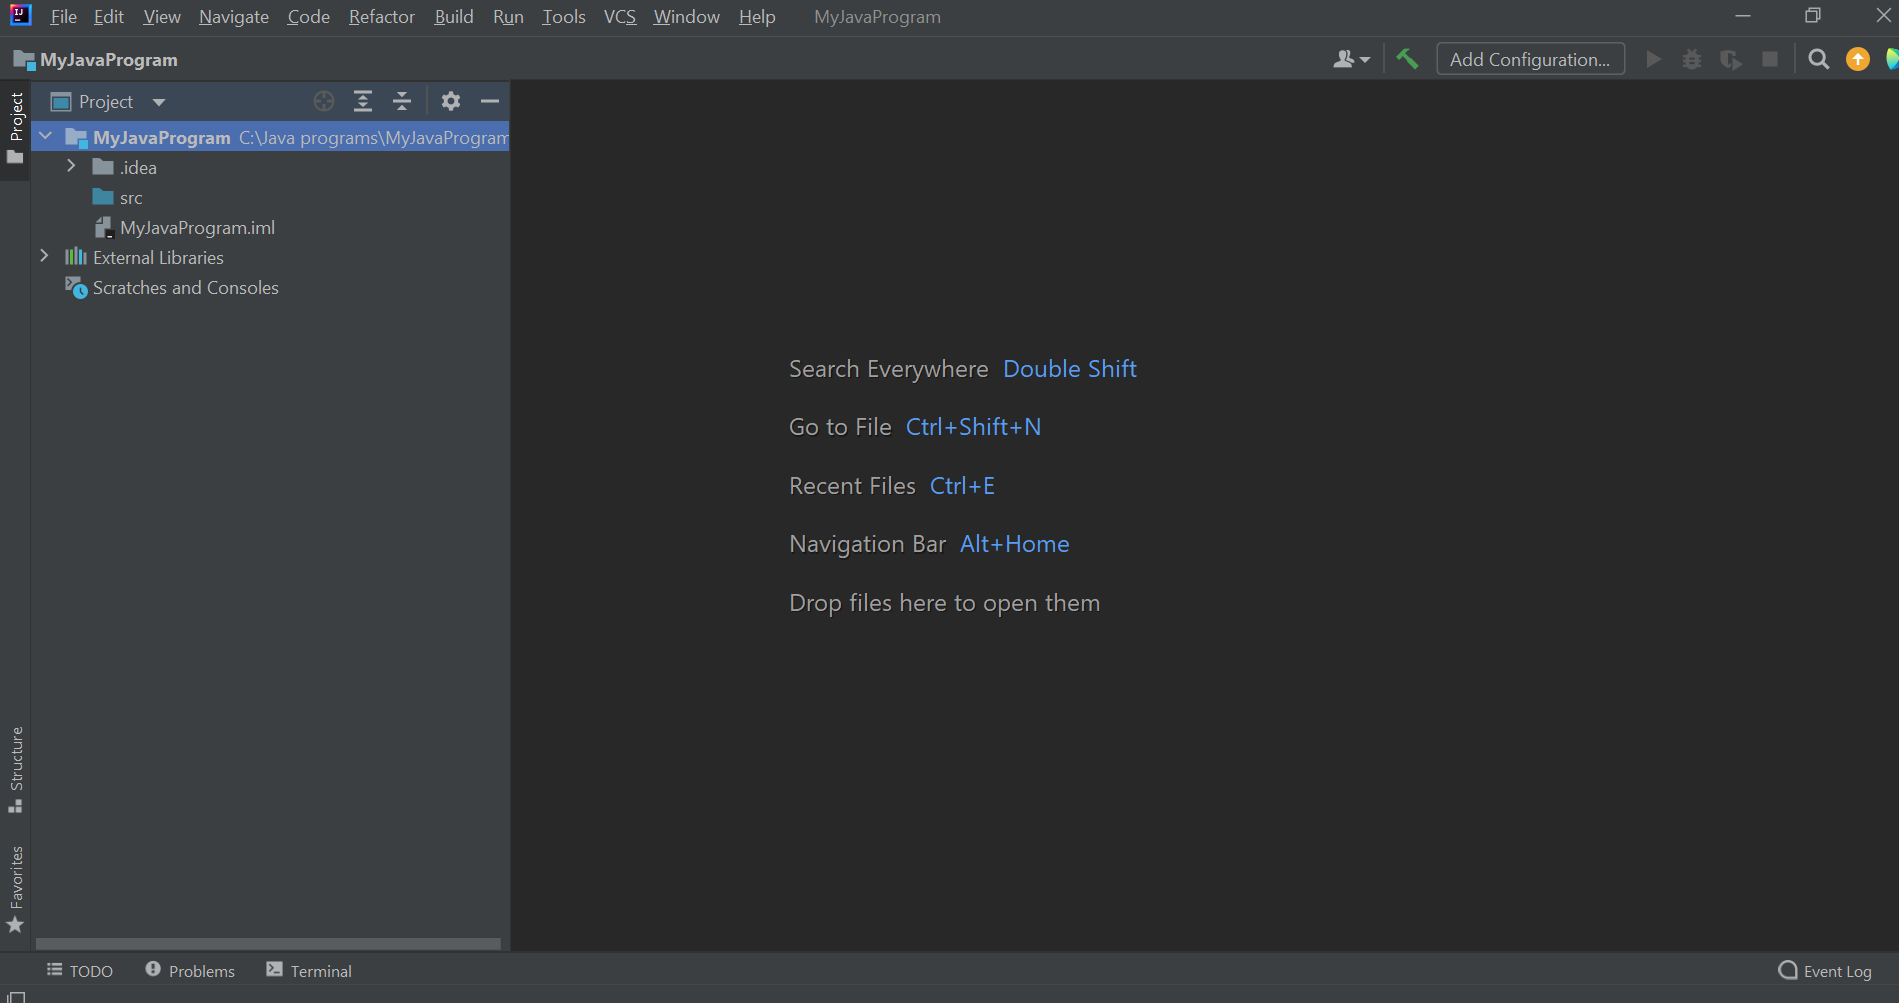 IJ File Edit View Navigate Code Refactor Build Run Tools VCS Window Help MyJavaProgram
MyJavaProgram Add Configuration...
Project
Project
MyJavaProgram C:\Java programs\MyJavaProgram
.idea
src
MyJavaProgram.iml
External Libraries
Scratches and Consoles
Search Everywhere Double Shift
Go to File Ctrl+Shift+N
Recent Files Ctrl+E
Navigation Bar Alt+Home
Drop files here to open them
Structure
Favorites
TODO Problems Terminal Event Log